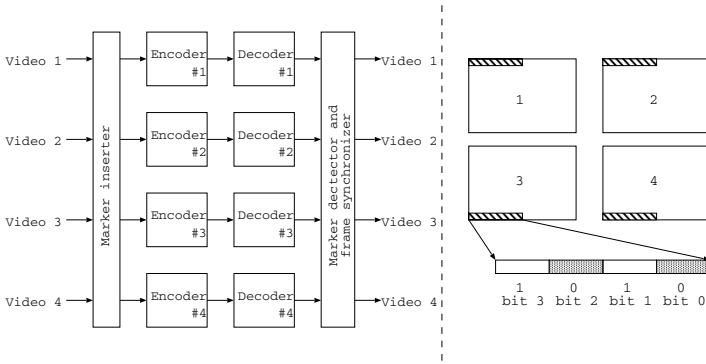 Video 1
Encoder
#1
Decoder
#1
Video 1
Video 2
Encoder
#2
Decoder
#2
Video 2
Video 3
Encoder
#3
Decoder
#3
Video 3
Video 4
Encoder
#4
Decoder
#4
Video 4
Marker inserter
Marker dectector and
frame synchronizer
1
2
3
4
1 0 1 0
bit 3 bit 2 bit 1 bit 0